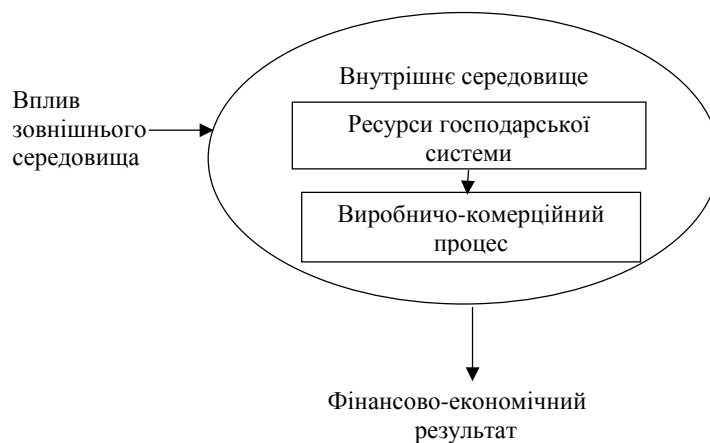 Внутрішнє середовище
Вплив
зовнішнього
середовища
Ресурси господарської
системи
Виробничо-комерційний
процес
Фінансово-економічний
результат